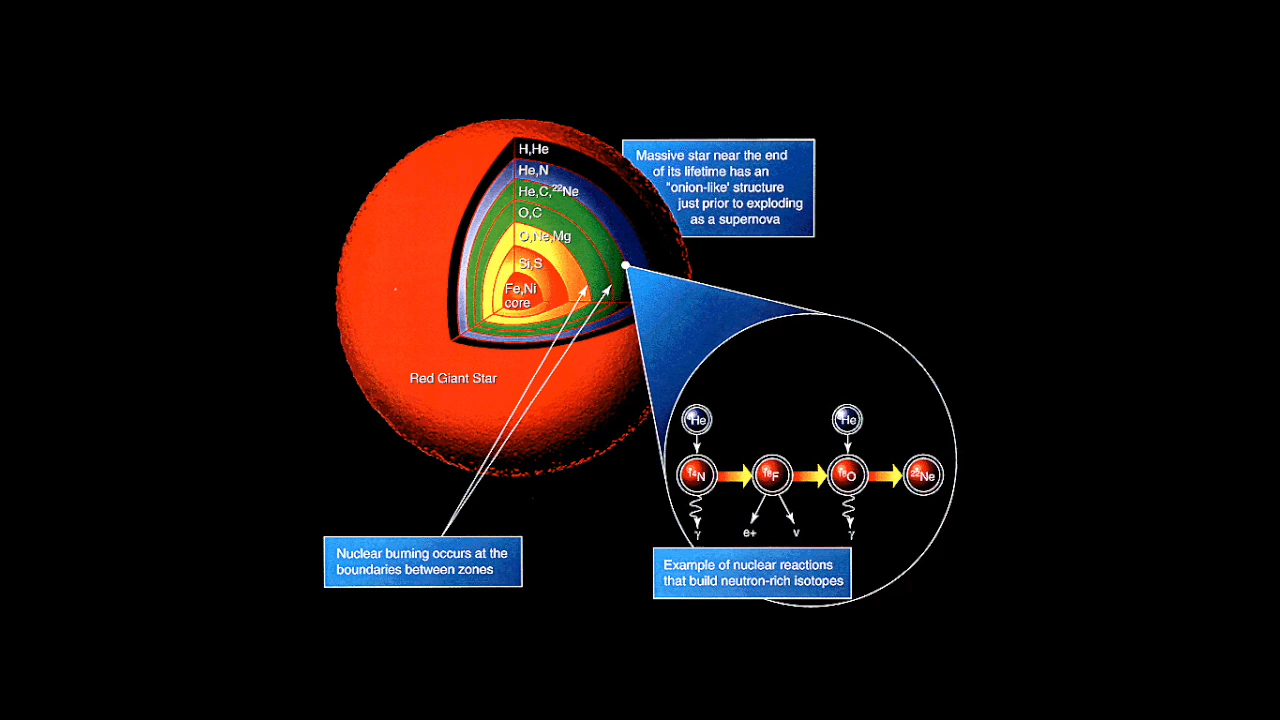 H,He
He,N
He,C,²²Ne
O,C
O,Ne,Mg
Si,S
Fe,Ni
core
Red Giant Star
Massive star near the end
of its lifetime has an
"onion-like' structure
just prior to exploding
as a supernova
Nuclear burning occurs at the
boundaries between zones
⁴He ⁴He
¹⁴N ¹⁸F ¹⁸O ²²Ne
γ e+ ν γ
Example of nuclear reactions
that build neutron-rich isotopes